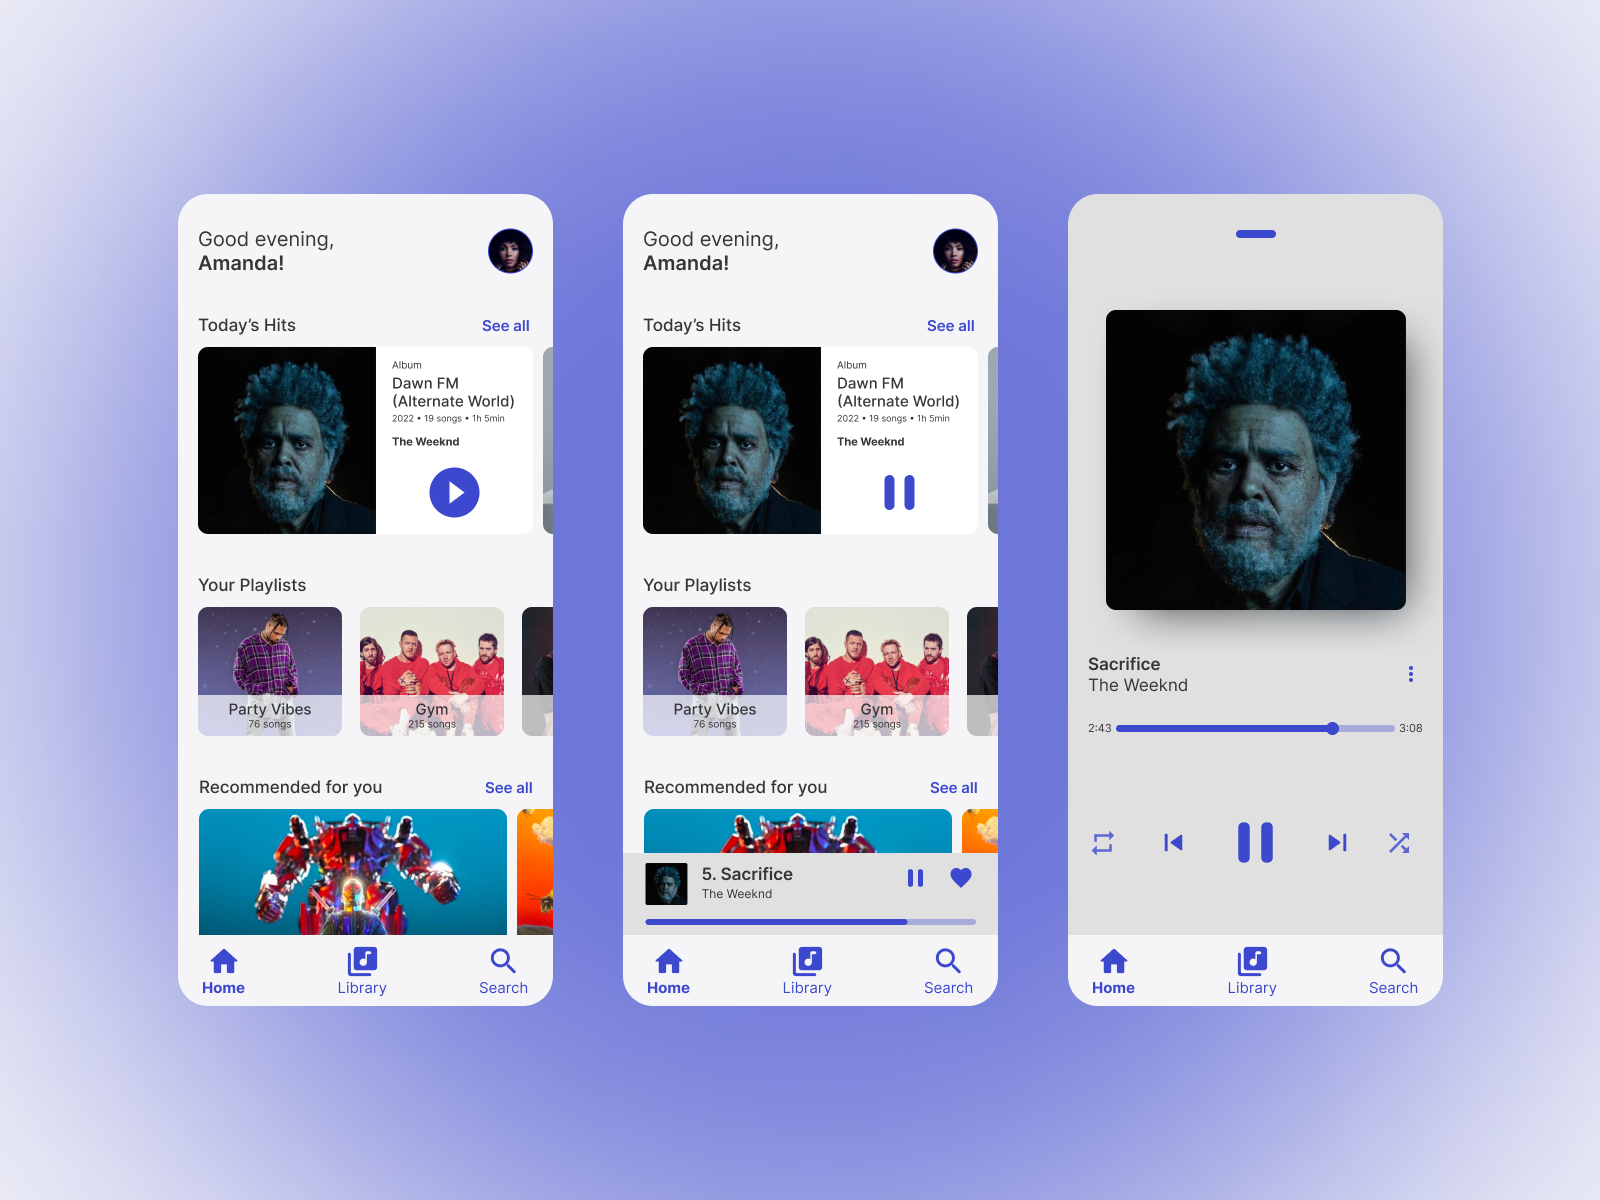 Good evening,
Amanda!
Today’s Hits
See all
Album
Dawn FM
(Alternate World)
2022 • 19 songs • 1h 5min
The Weeknd
Your Playlists
Party Vibes
76 songs
Gym
215 songs
Recommended for you
See all
Home
Library
Search
Good evening,
Amanda!
Today’s Hits
See all
Album
Dawn FM
(Alternate World)
2022 • 19 songs • 1h 5min
The Weeknd
Your Playlists
Party Vibes
76 songs
Gym
215 songs
Recommended for you
See all
5. Sacrifice
The Weeknd
Home
Library
Search
Sacrifice
The Weeknd
2:43
3:08
Home
Library
Search